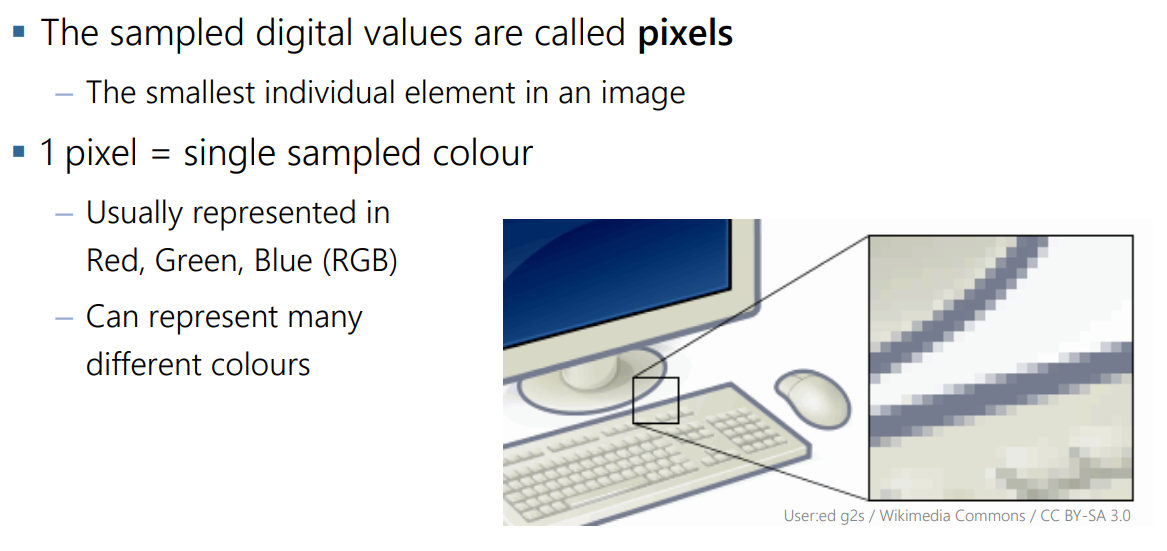 The sampled digital values are called pixels
– The smallest individual element in an image
1 pixel = single sampled colour
– Usually represented in
Red, Green, Blue (RGB)
– Can represent many
different colours
User:ed g2s / Wikimedia Commons / CC BY-SA 3.0